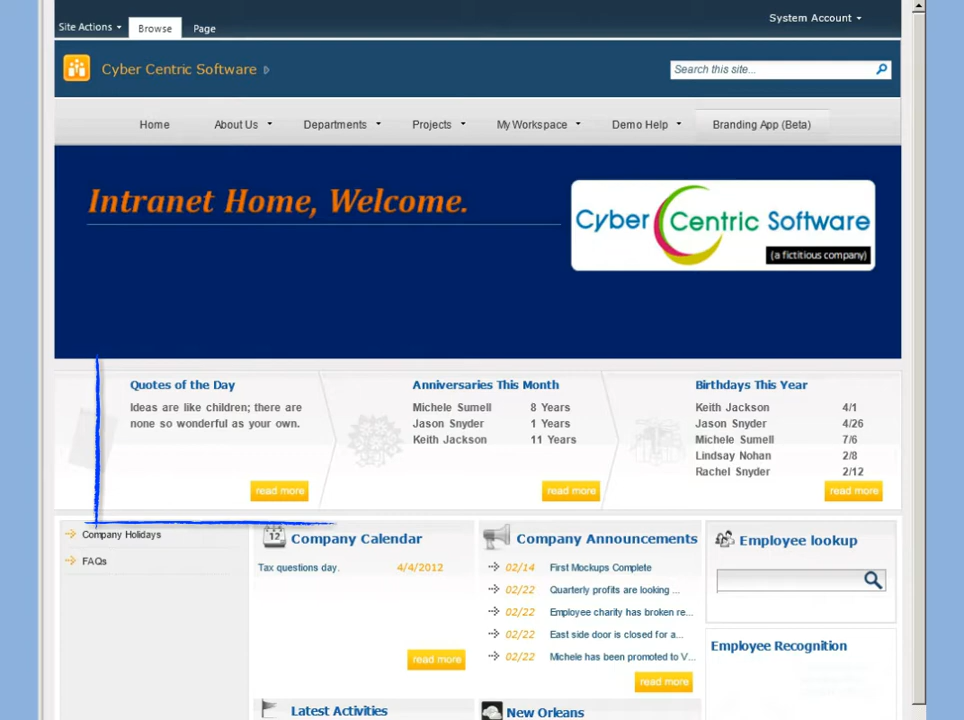 Site Actions
Browse
Page
System Account
Cyber Centric Software
Search this site...
Home
About Us
Departments
Projects
My Workspace
Demo Help
Branding App (Beta)
Intranet Home, Welcome.
Cyber Centric Software
(a fictitious company)
Quotes of the Day
Ideas are like children; there are
none so wonderful as your own.
read more
Anniversaries This Month
Michele Sumell 8 Years
Jason Snyder 1 Years
Keith Jackson 11 Years
read more
Birthdays This Year
Keith Jackson 4/1
Jason Snyder 4/26
Michele Sumell 7/6
Lindsay Nohan 2/8
Rachel Snyder 2/12
read more
Company Holidays
FAQs
12
Company Calendar
Tax questions day. 4/4/2012
read more
Company Announcements
02/14 First Mockups Complete
02/22 Quarterly profits are looking ...
02/22 Employee charity has broken re...
02/22 East side door is closed for a...
02/22 Michele has been promoted to V...
read more
Employee lookup
Employee Recognition
Latest Activities
New Orleans